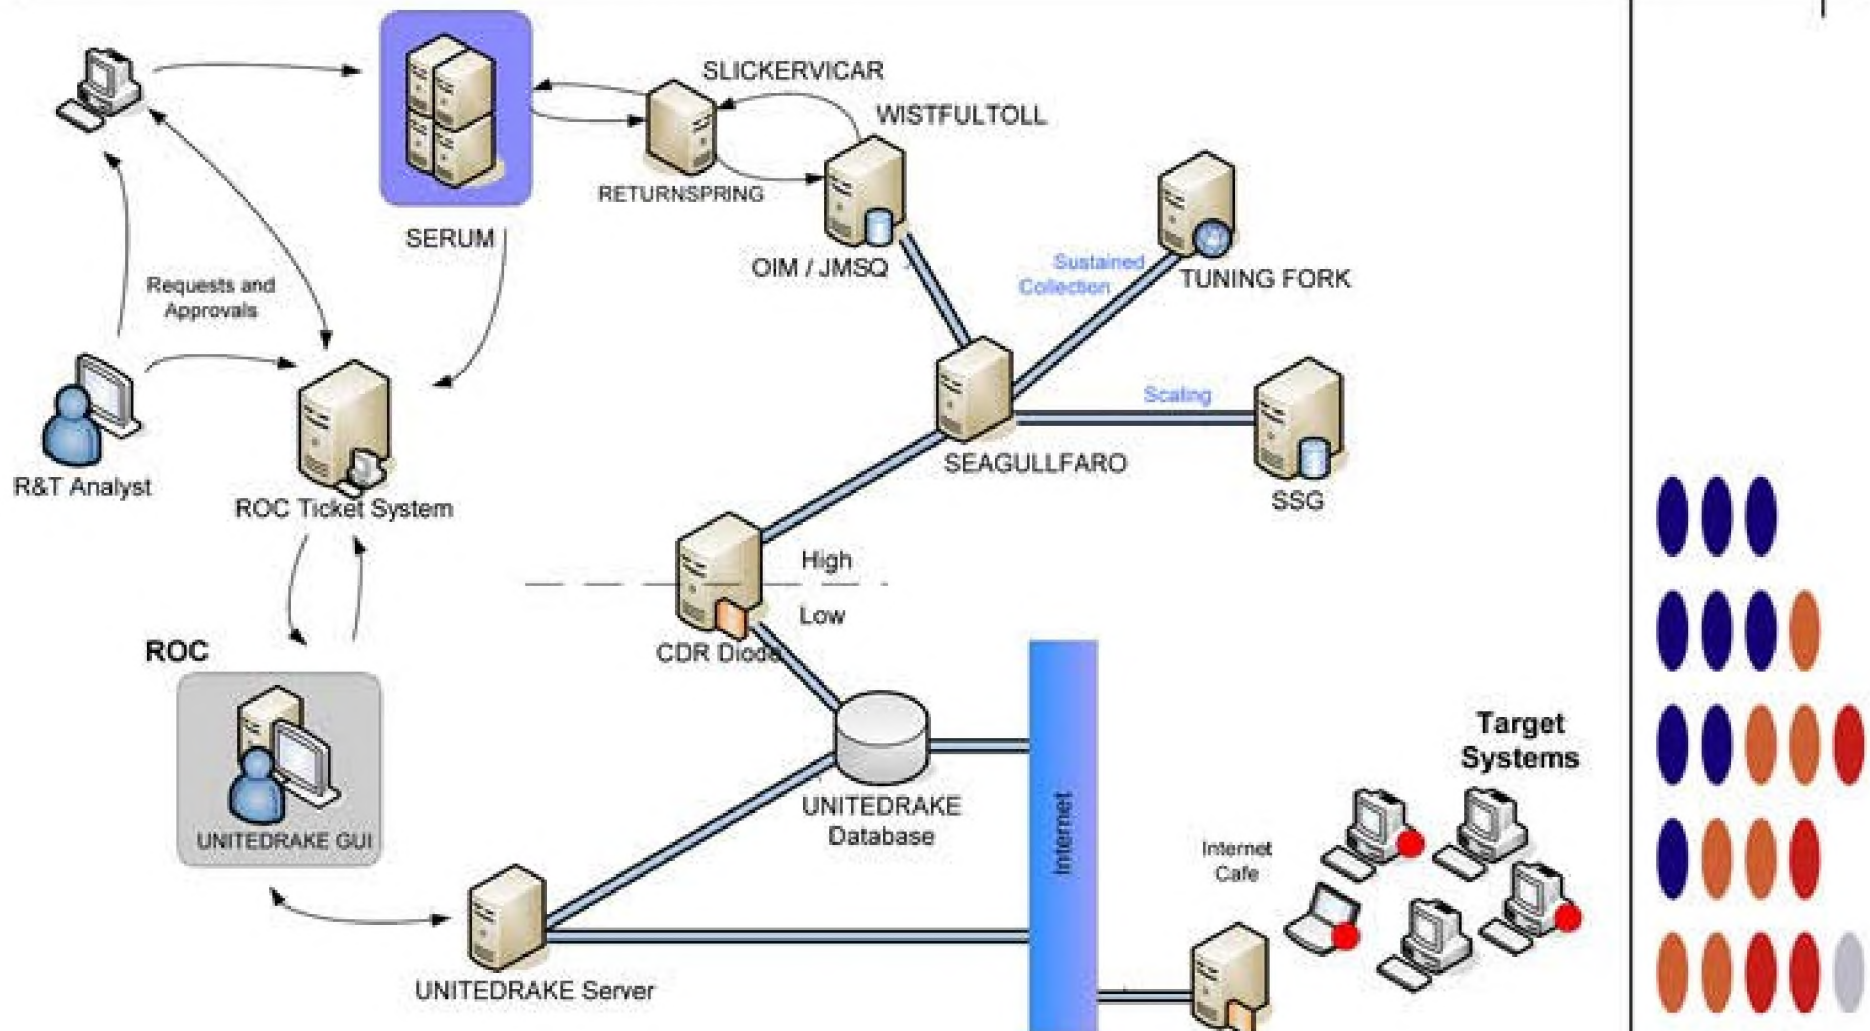 SLICKERVICAR
WISTFULTOLL
RETURNSPRING
SERUM
OIM / JMSQ
Sustained
Collection
TUNING FORK
Requests and
Approvals
Scaling
SEAGULLFARO
R&T Analyst
ROC Ticket System
SSG
High
Low
CDR Diode
ROC
UNITEDRAKE GUI
Target
Systems
UNITEDRAKE
Database
Internet
Internet
Cafe
UNITEDRAKE Server